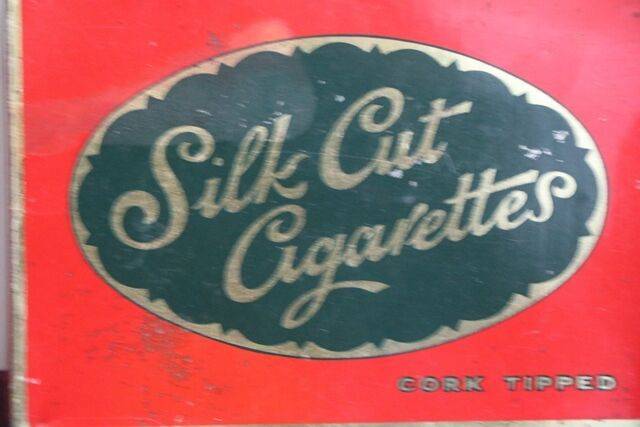 Silk Cut
Cigarettes
CORK TIPPED